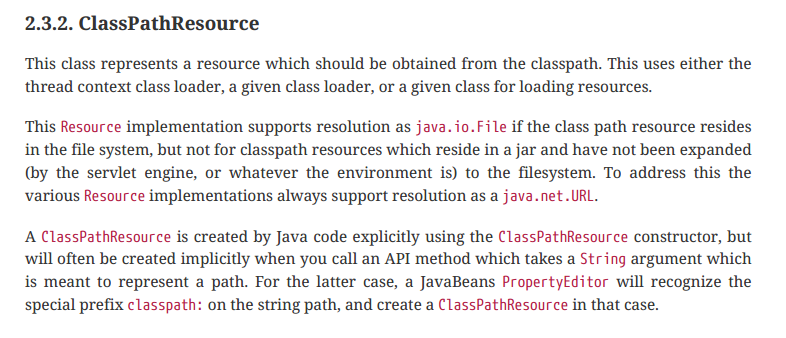 2.3.2. ClassPathResource
This class represents a resource which should be obtained from the classpath. This uses either the
thread context class loader, a given class loader, or a given class for loading resources.
This Resource implementation supports resolution as java.io.File if the class path resource resides
in the file system, but not for classpath resources which reside in a jar and have not been expanded
(by the servlet engine, or whatever the environment is) to the filesystem. To address this the
various Resource implementations always support resolution as a java.net.URL.
A ClassPathResource is created by Java code explicitly using the ClassPathResource constructor, but
will often be created implicitly when you call an API method which takes a String argument which
is meant to represent a path. For the latter case, a JavaBeans PropertyEditor will recognize the
special prefix classpath: on the string path, and create a ClassPathResource in that case.